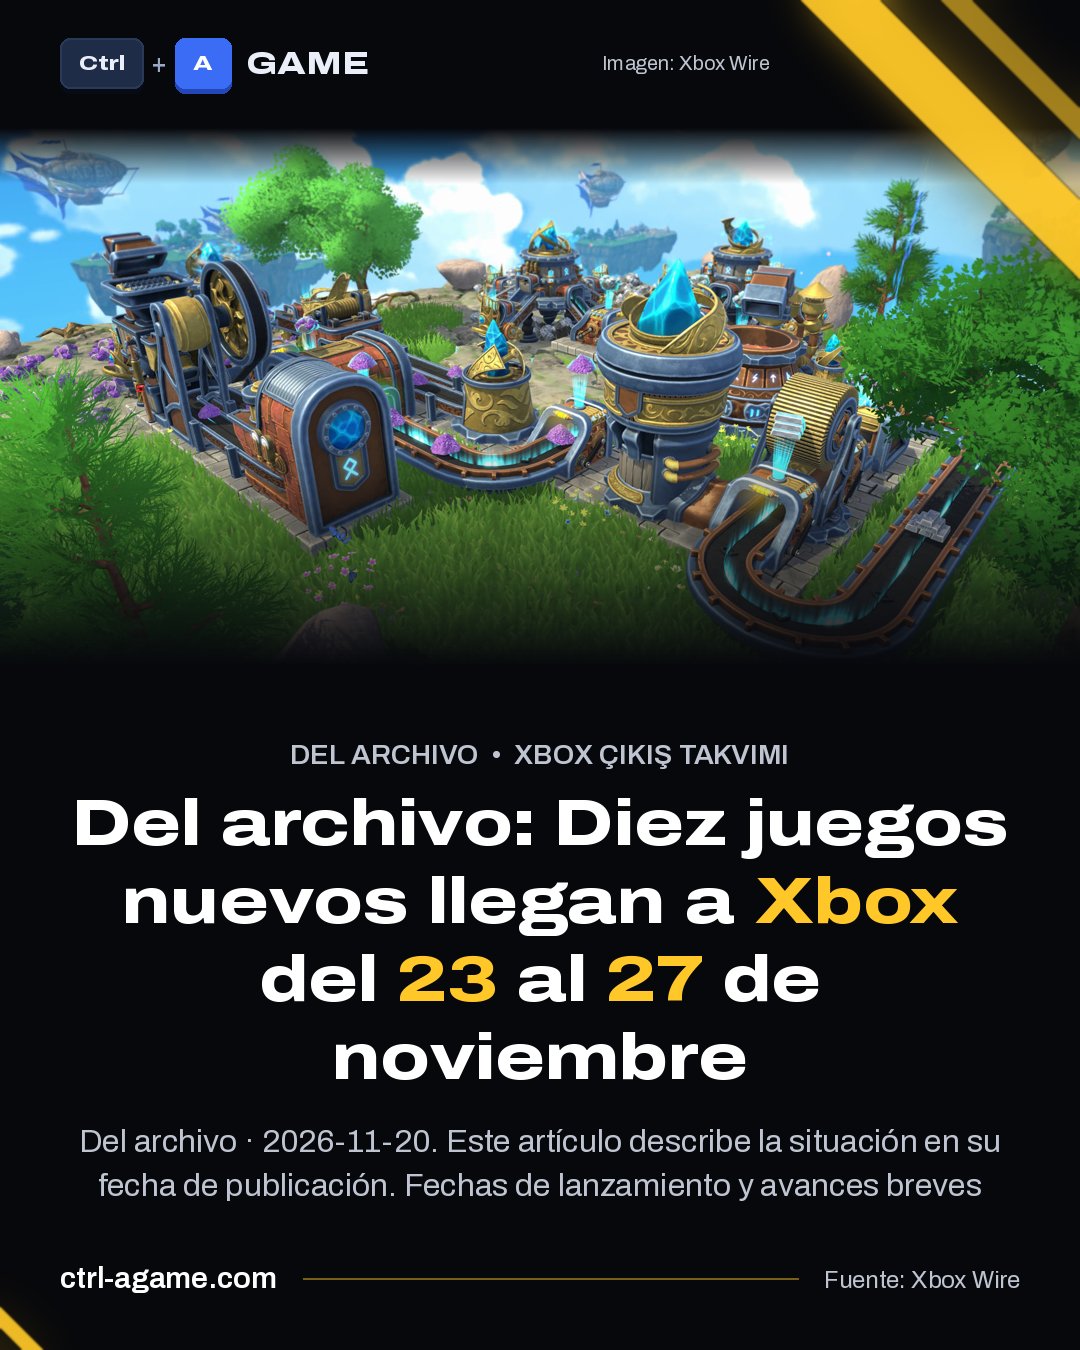 Ctrl + A GAME
Imagen: Xbox Wire
DEL ARCHIVO • XBOX ÇIKIŞ TAKVIMI
Del archivo: Diez juegos
nuevos llegan a Xbox
del 23 al 27 de
noviembre
Del archivo · 2026-11-20. Este artículo describe la situación en su
fecha de publicación. Fechas de lanzamiento y avances breves
ctrl-agame.com
Fuente: Xbox Wire